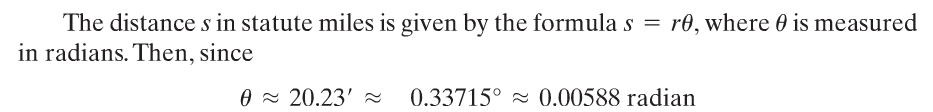 The distance s in statute miles is given by the formula s = rθ, where θ is measured
in radians. Then, since
θ ≈ 20.23′ ≈ 0.33715° ≈ 0.00588 radian